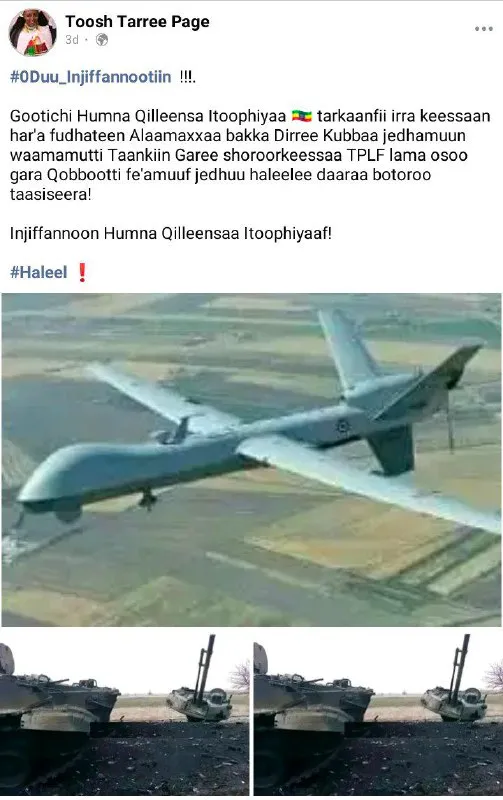 Toosh Tarree Page
3d ·
#0Duu_Injiffannootiin !!!.
Gootichi Humna Qilleensa Itoophiyaa 🇪🇹 tarkaanfii irra keessaan
har'a fudhateen Alaamaxxaa bakka Dirree Kubbaa jedhamuun
waamamutti Taankiin Garee shoroorkeessaa TPLF lama osoo
gara Qobbootti fe'amuuf jedhuu haleelee daaraa botoroo
taasiseera!
Injiffannoon Humna Qilleensaa Itoophiyaaf!
#Haleel ❗